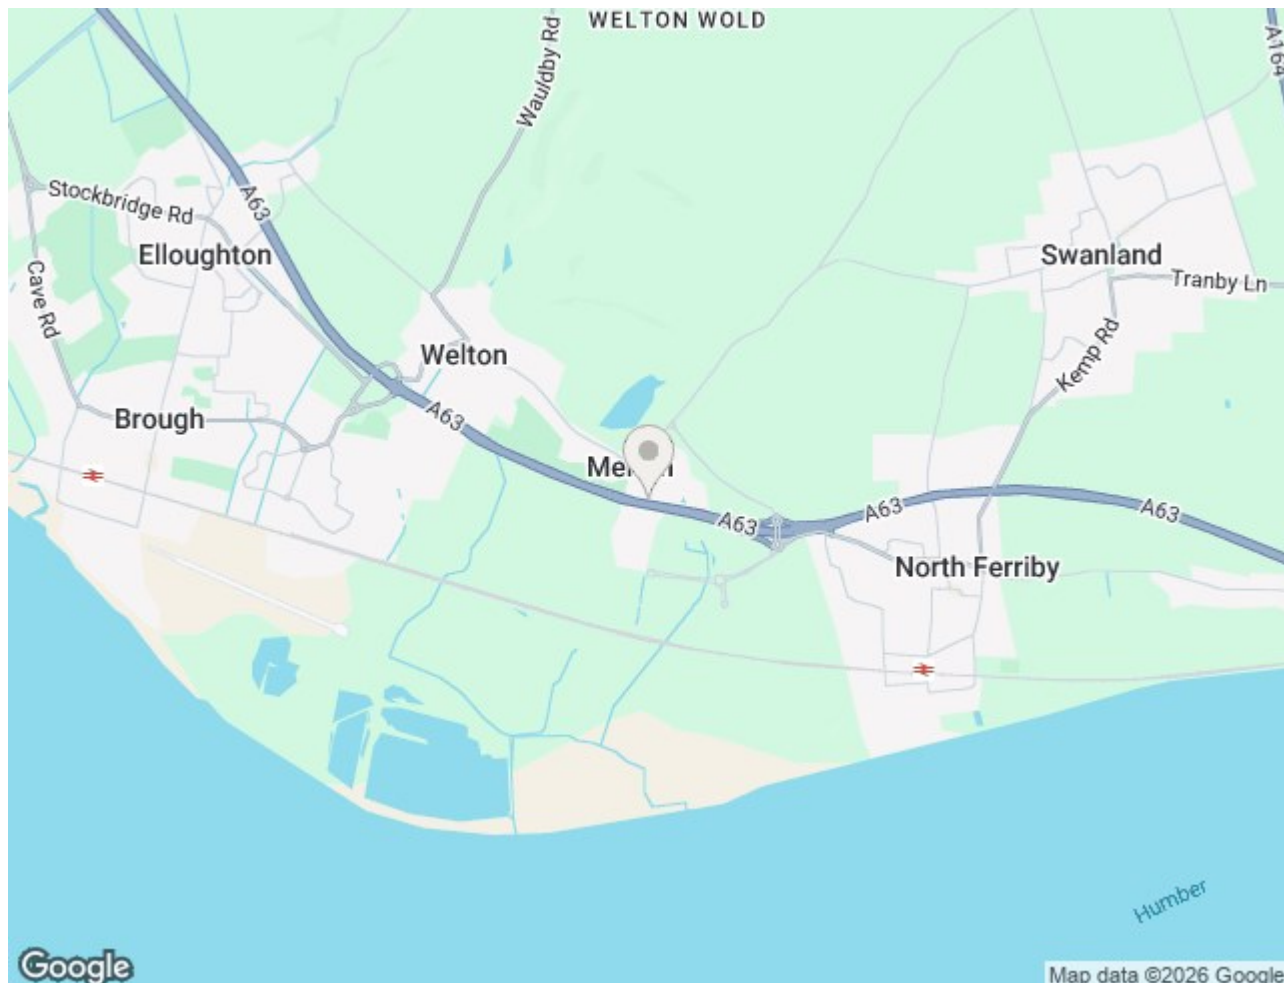 WELTON WOLD
A164
Wauldby Rd
Stockbridge Rd
A63
Elloughton
Swanland
Tranby Ln
Cave Rd
Welton
Kemp Rd
Brough
A63
A63
A63
A63
North Ferriby
Humber
Google
Map data ©2026 Google